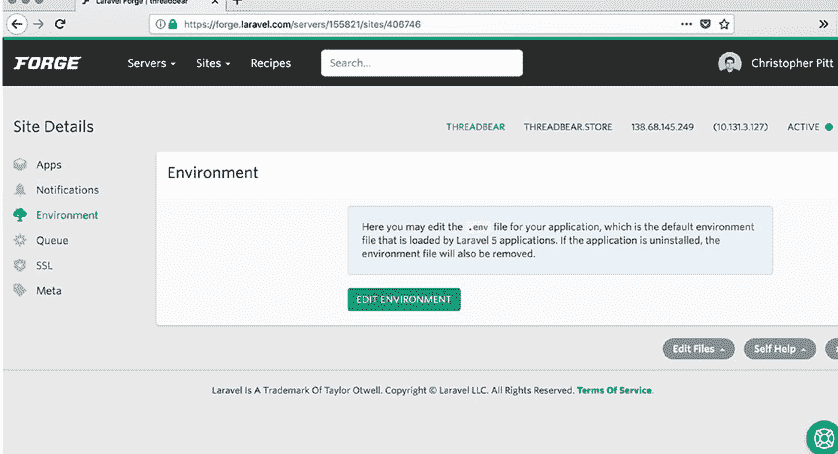 Laravel Forge | threadbear
https://forge.laravel.com/servers/155821/sites/406746
FORGE Servers Sites Recipes Search... Christopher Pitt
Site Details
THREADBEAR THREADBEAR.STORE 138.68.145.249 (10.131.3.127) ACTIVE
Apps
Notifications
Environment
Queue
SSL
Meta
Environment
Here you may edit the .env file for your application, which is the default environment
file that is loaded by Laravel 5 applications. If the application is uninstalled, the
environment file will also be removed.
EDIT ENVIRONMENT
Edit Files Self Help
Laravel Is A Trademark Of Taylor Otwell. Copyright © Laravel LLC. All Rights Reserved. Terms Of Service.